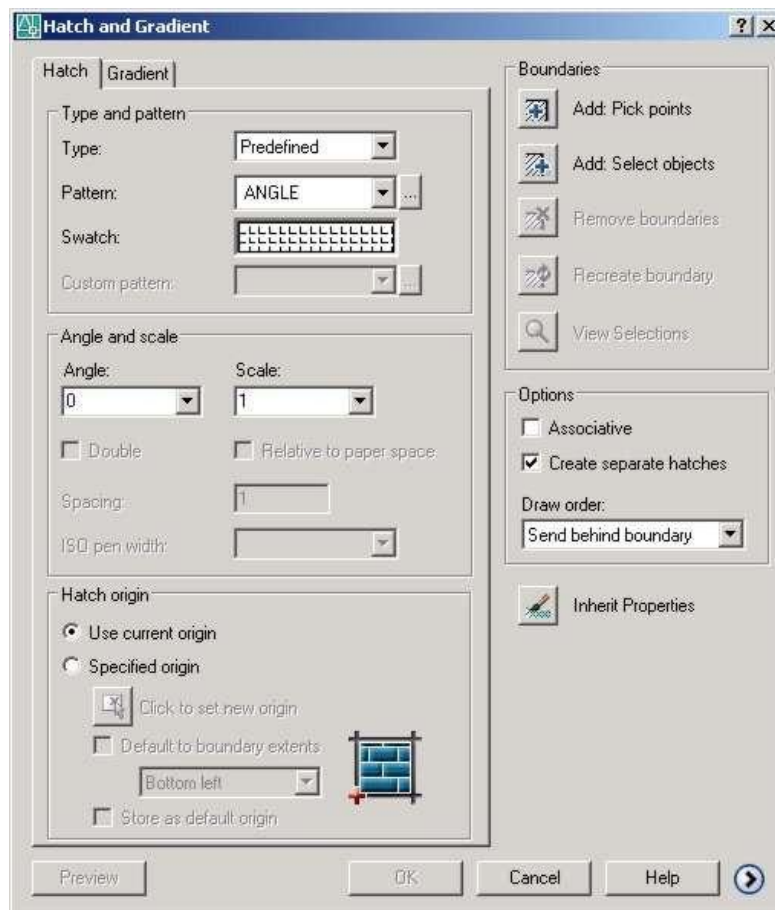 Hatch and Gradient
Hatch
Gradient
Type and pattern
Type:
Predefined
Pattern:
ANGLE
...
Swatch:
Custom pattern:
...
Angle and scale
Angle:
Scale:
0
1
Double
Relative to paper space
Spacing:
1
ISO pen width:
Hatch origin
Use current origin
Specified origin
Click to set new origin
Default to boundary extents
Bottom left
Store as default origin
Boundaries
Add: Pick points
Add: Select objects
Remove boundaries
Recreate boundary
View Selections
Options
Associative
Create separate hatches
Draw order:
Send behind boundary
Inherit Properties
Preview
OK
Cancel
Help